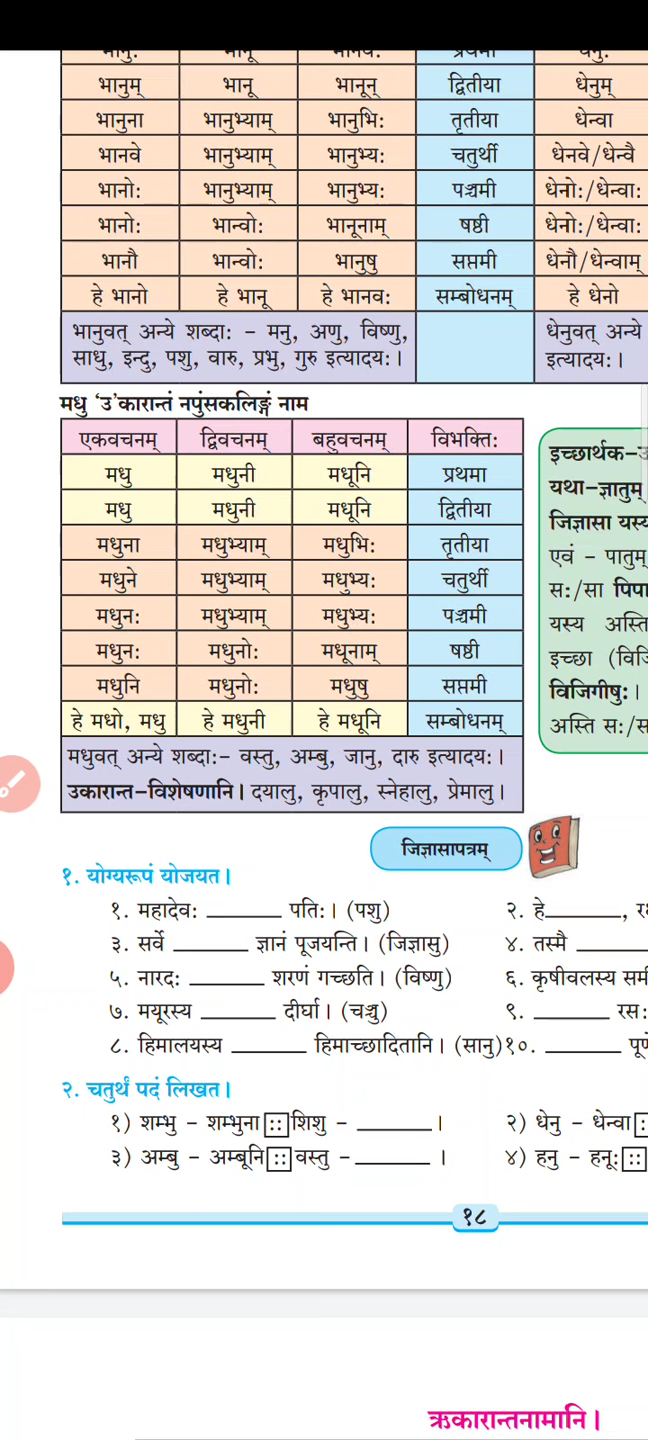 भानुम् भानू भानून् द्वितीया धेनुम्
भानुना भानुभ्याम् भानुभिः तृतीया धेन्वा
भानवे भानुभ्याम् भानुभ्यः चतुर्थी धेनवे/धेन्वै
भानोः भानुभ्याम् भानुभ्यः पञ्चमी धेनोः/धेन्वाः
भानोः भान्वोः भानूनाम् षष्ठी धेनोः/धेन्वाः
भानौ भान्वोः भानुषु सप्तमी धेनौ/धेन्वाम्
हे भानो हे भानू हे भानवः सम्बोधनम् हे धेनो
भानुवत् अन्ये शब्दाः – मनु, अणु, विष्णु, धेनुवत् अन्ये
साधु, इन्दु, पशु, वारु, प्रभु, गुरु इत्यादयः। इत्यादयः।
मधु ‘उ’कारान्तं नपुंसकलिङ्गं नाम
एकवचनम् द्विवचनम् बहुवचनम् विभक्तिः
मधु मधुनी मधूनि प्रथमा
मधु मधुनी मधूनि द्वितीया
मधुना मधुभ्याम् मधुभिः तृतीया
मधुने मधुभ्याम् मधुभ्यः चतुर्थी
मधुनः मधुभ्याम् मधुभ्यः पञ्चमी
मधुनः मधुनोः मधूनाम् षष्ठी
मधुनि मधुनोः मधुषु सप्तमी
हे मधो, मधु हे मधुनी हे मधूनि सम्बोधनम्
मधुवत् अन्ये शब्दाः– वस्तु, अम्बु, जानु, दारु इत्यादयः।
उकारान्त–विशेषणानि। दयालु, कृपालु, स्नेहालु, प्रेमालु।
इच्छार्थक–
यथा–ज्ञातुम्
जिज्ञासा यस्य
एवं – पातुम्
सः/सा पिपा
यस्य अस्ति
इच्छा (विजि
विजिगीषुः।
अस्ति सः/स
जिज्ञासापत्रम्
१. योग्यरूपं योजयत।
१. महादेवः ______ पतिः। (पशु) २. हे______,
३. सर्वे ______ ज्ञानं पूजयन्ति। (जिज्ञासु) ४. तस्मै ______
५. नारदः ______ शरणं गच्छति। (विष्णु) ६. कृषीवलस्य समी
७. मयूरस्य ______ दीर्घा। (चञ्चु) ९. ______ रसः
८. हिमालयस्य ______ हिमाच्छादितानि। (सानु) १०. ______ पूर्ण
२. चतुर्थं पदं लिखत।
१) शम्भु – शम्भुना :: शिशु – ______। २) धेनु – धेन्वा ::
३) अम्बु – अम्बूनि :: वस्तु – ______। ४) हनु – हनूः ::
१८
ऋकारान्तनामानि।